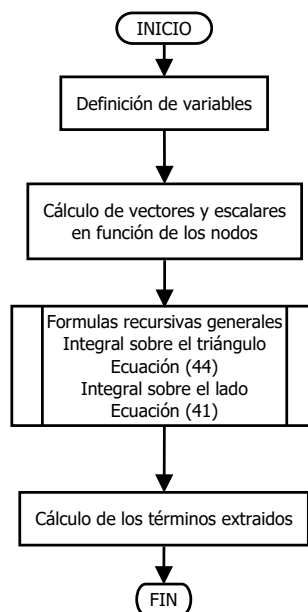 INICIO
Definición de variables
Cálculo de vectores y escalares
en función de los nodos
Formulas recursivas generales
Integral sobre el triángulo
Ecuación (44)
Integral sobre el lado
Ecuación (41)
Cálculo de los términos extraidos
FIN